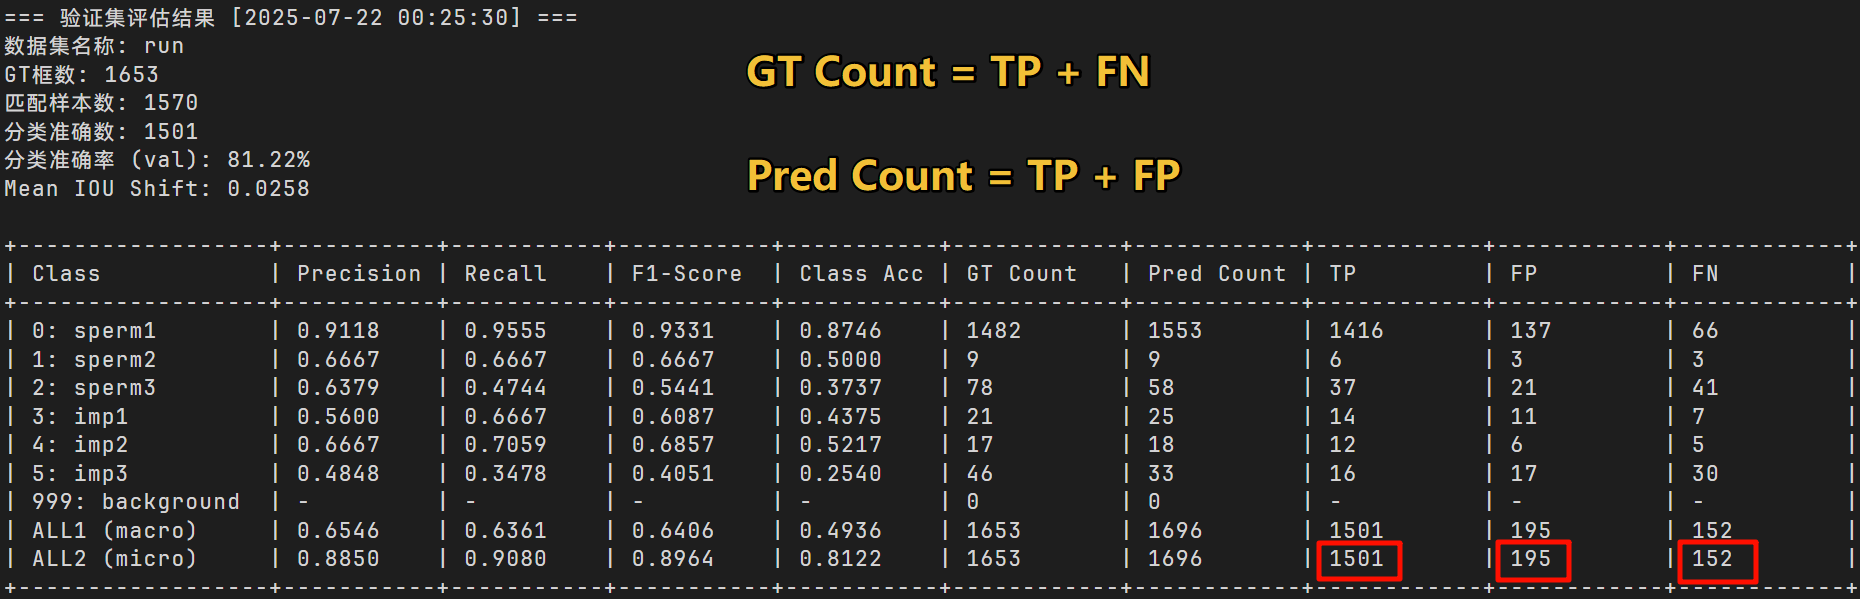 === 验证集评估结果 [2025-07-22 00:25:30] ===
数据集名称: run
GT框数: 1653
匹配样本数: 1570
分类准确数: 1501
分类准确率 (val): 81.22%
Mean IOU Shift: 0.0258
GT Count = TP + FN
Pred Count = TP + FP
+------------------+-----------+-----------+-----------+-----------+------------+------------+------------+------------+------------+
| Class | Precision | Recall | F1-Score | Class Acc | GT Count | Pred Count | TP | FP | FN |
+------------------+-----------+-----------+-----------+-----------+------------+------------+------------+------------+------------+
| 0: sperm1 | 0.9118 | 0.9555 | 0.9331 | 0.8746 | 1482 | 1553 | 1416 | 137 | 66 |
| 1: sperm2 | 0.6667 | 0.6667 | 0.6667 | 0.5000 | 9 | 9 | 6 | 3 | 3 |
| 2: sperm3 | 0.6379 | 0.4744 | 0.5441 | 0.3737 | 78 | 58 | 37 | 21 | 41 |
| 3: imp1 | 0.5600 | 0.6667 | 0.6087 | 0.4375 | 21 | 25 | 14 | 11 | 7 |
| 4: imp2 | 0.6667 | 0.7059 | 0.6857 | 0.5217 | 17 | 18 | 12 | 6 | 5 |
| 5: imp3 | 0.4848 | 0.3478 | 0.4051 | 0.2540 | 46 | 33 | 16 | 17 | 30 |
| 999: background | - | - | - | - | 0 | 0 | - | - | - |
| ALL1 (macro) | 0.6546 | 0.6361 | 0.6406 | 0.4936 | 1653 | 1696 | 1501 | 195 | 152 |
| ALL2 (micro) | 0.8850 | 0.9080 | 0.8964 | 0.8122 | 1653 | 1696 | 1501 | 195 | 152 |
+------------------+-----------+-----------+-----------+-----------+------------+------------+------------+------------+------------+